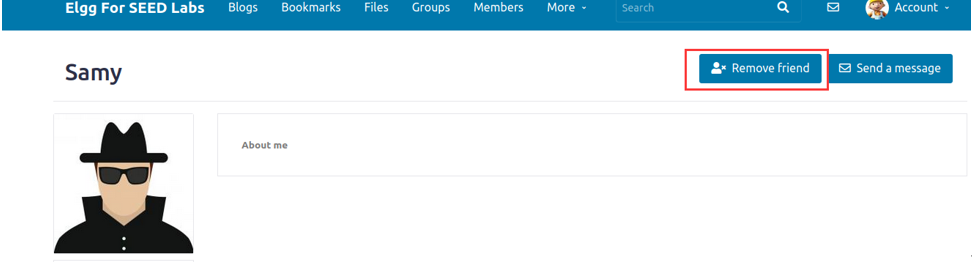 Elgg For SEED Labs Blogs Bookmarks Files Groups Members More Search Account
Samy Remove friend Send a message
About me